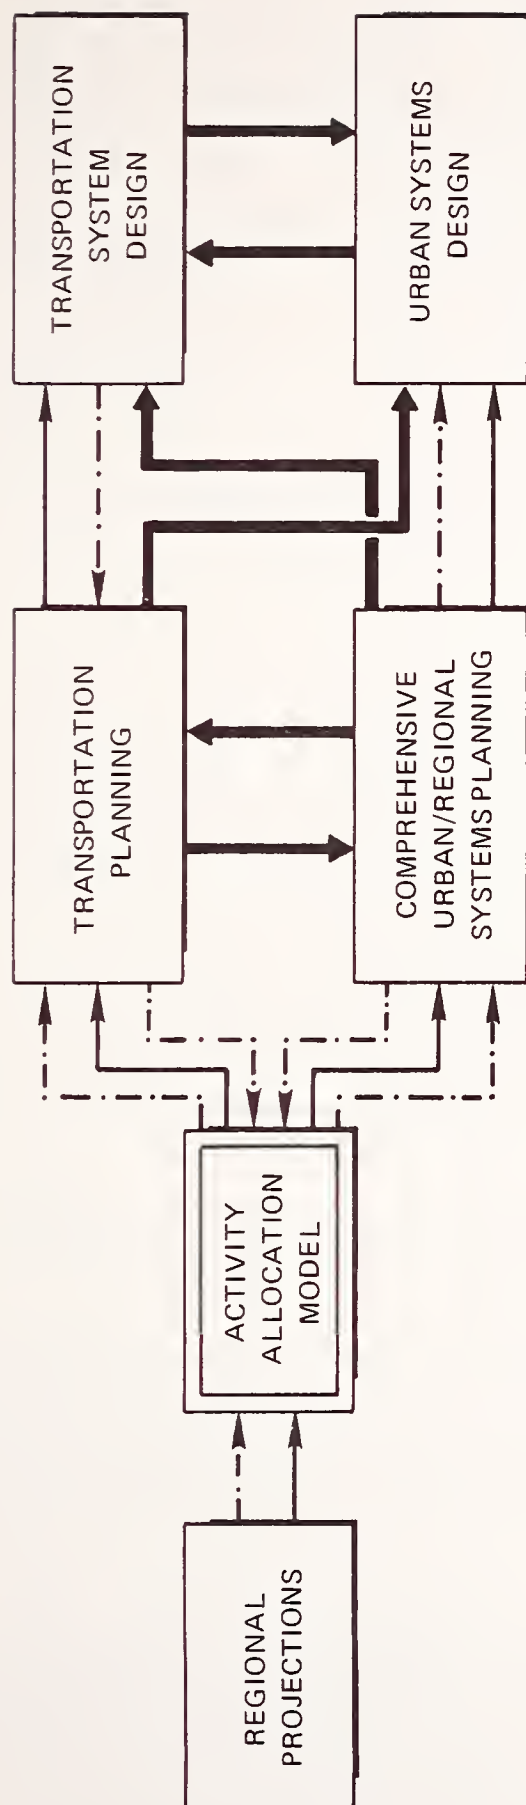 REGIONAL
PROJECTIONS
ACTIVITY
ALLOCATION
MODEL
TRANSPORTATION
PLANNING
COMPREHENSIVE
URBAN/REGIONAL
SYSTEMS PLANNING
TRANSPORTATION
SYSTEM
DESIGN
URBAN SYSTEMS
DESIGN